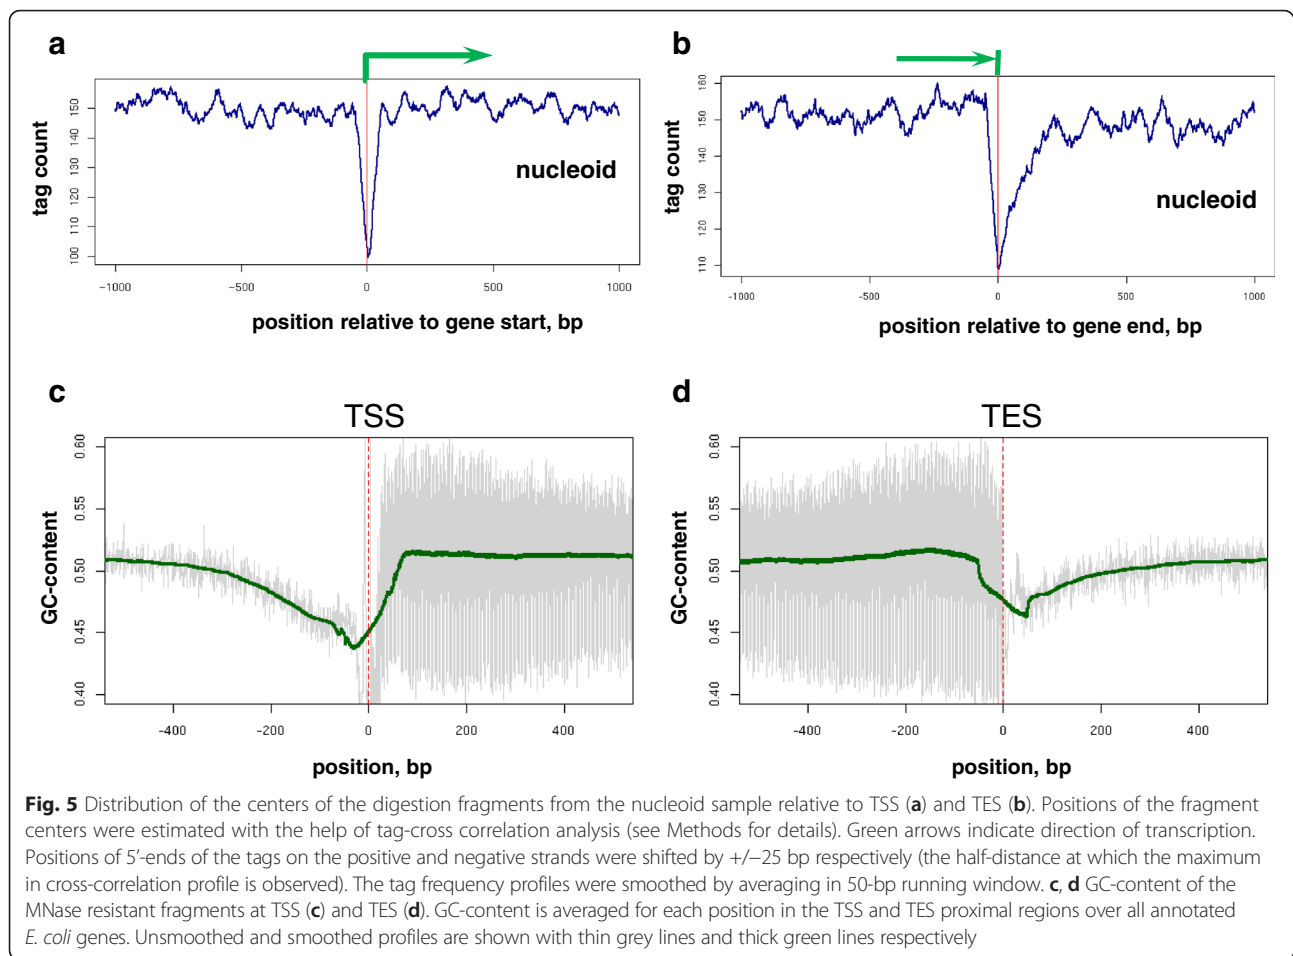 a
b
tag count
100 110 120 130 140 150
nucleoid
−1000 −500 0 500 1000
position relative to gene start, bp
tag count
110 120 130 140 150 160
nucleoid
-1000 -500 0 500 1000
position relative to gene end, bp
c
TSS
GC-content
0.40 0.45 0.50 0.55 0.60
-400 -200 0 200 400
position, bp
d
TES
GC-content
0.40 0.45 0.50 0.55 0.60
-400 -200 0 200 400
position, bp
Fig. 5 Distribution of the centers of the digestion fragments from the nucleoid sample relative to TSS (a) and TES (b). Positions of the fragment
centers were estimated with the help of tag-cross correlation analysis (see Methods for details). Green arrows indicate direction of transcription.
Positions of 5’-ends of the tags on the positive and negative strands were shifted by +/−25 bp respectively (the half-distance at which the maximum
in cross-correlation profile is observed). The tag frequency profiles were smoothed by averaging in 50-bp running window. c, d GC-content of the
MNase resistant fragments at TSS (c) and TES (d). GC-content is averaged for each position in the TSS and TES proximal regions over all annotated
E. coli genes. Unsmoothed and smoothed profiles are shown with thin grey lines and thick green lines respectively